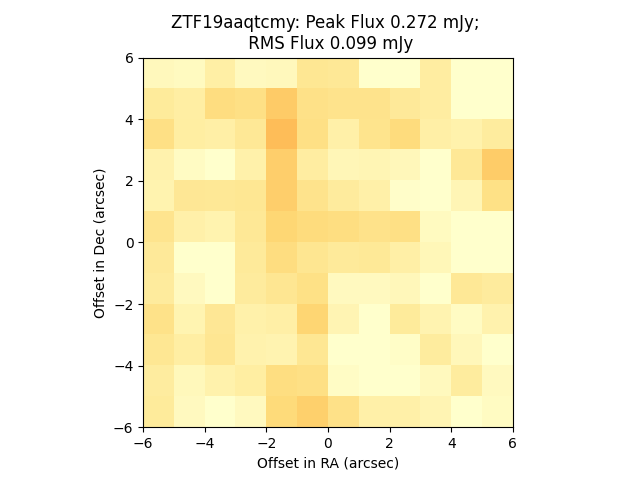 ZTF19aaqtcmy: Peak Flux 0.272 mJy;
RMS Flux 0.099 mJy
6
4
2
0
−2
−4
−6
Offset in Dec (arcsec)
−6 −4 −2 0 2 4 6
Offset in RA (arcsec)